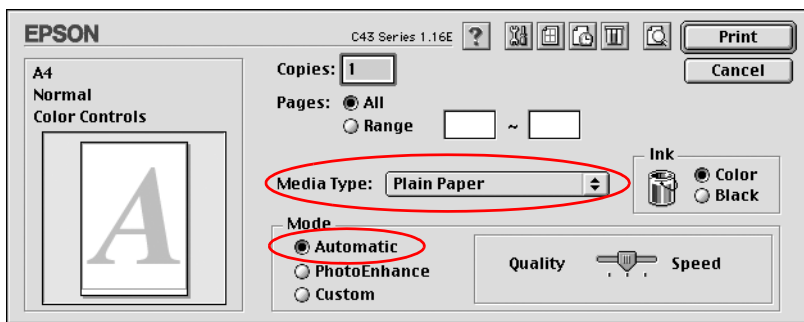 EPSON
C43 Series 1.16E
?
Print
Cancel
A4
Normal
Color Controls
A
Copies: 1
Pages: All
Range ~
Media Type: Plain Paper
Ink
Color
Black
Mode
Automatic
PhotoEnhance
Custom
Quality Speed